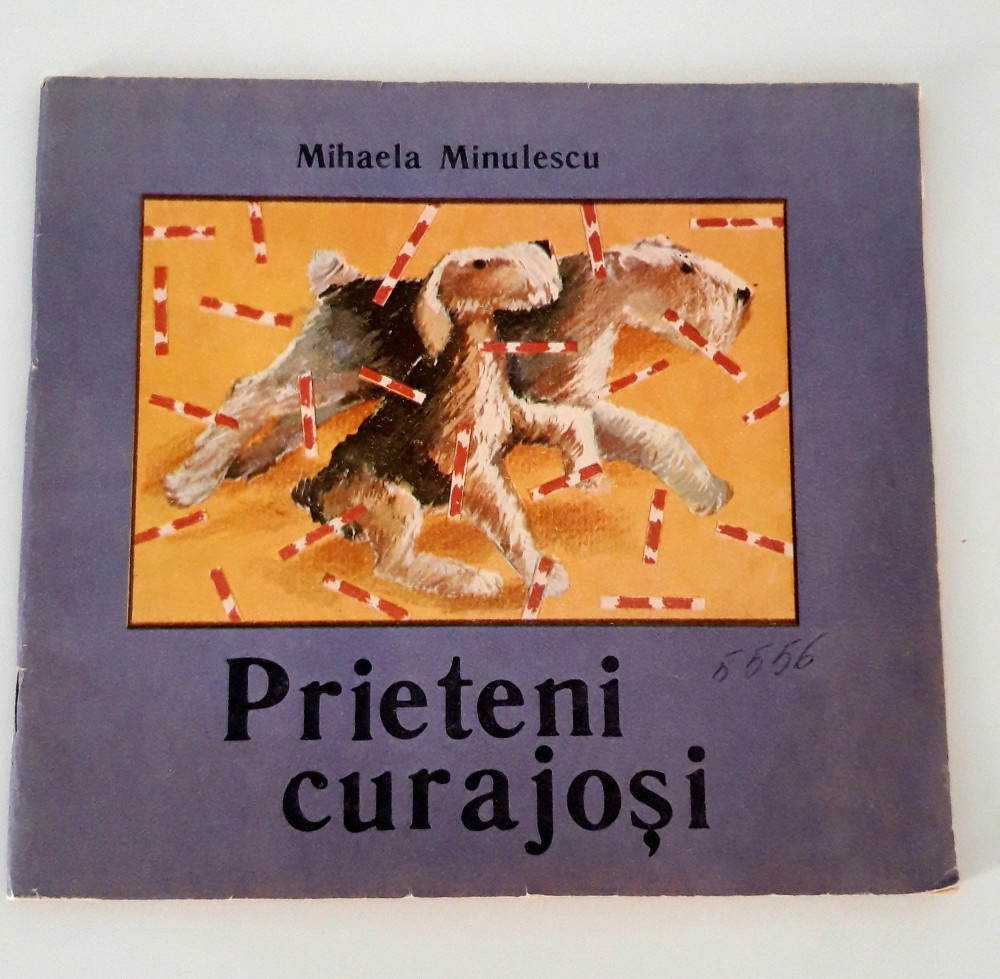 Mihaela Minulescu
5556
Prieteni
curajoși